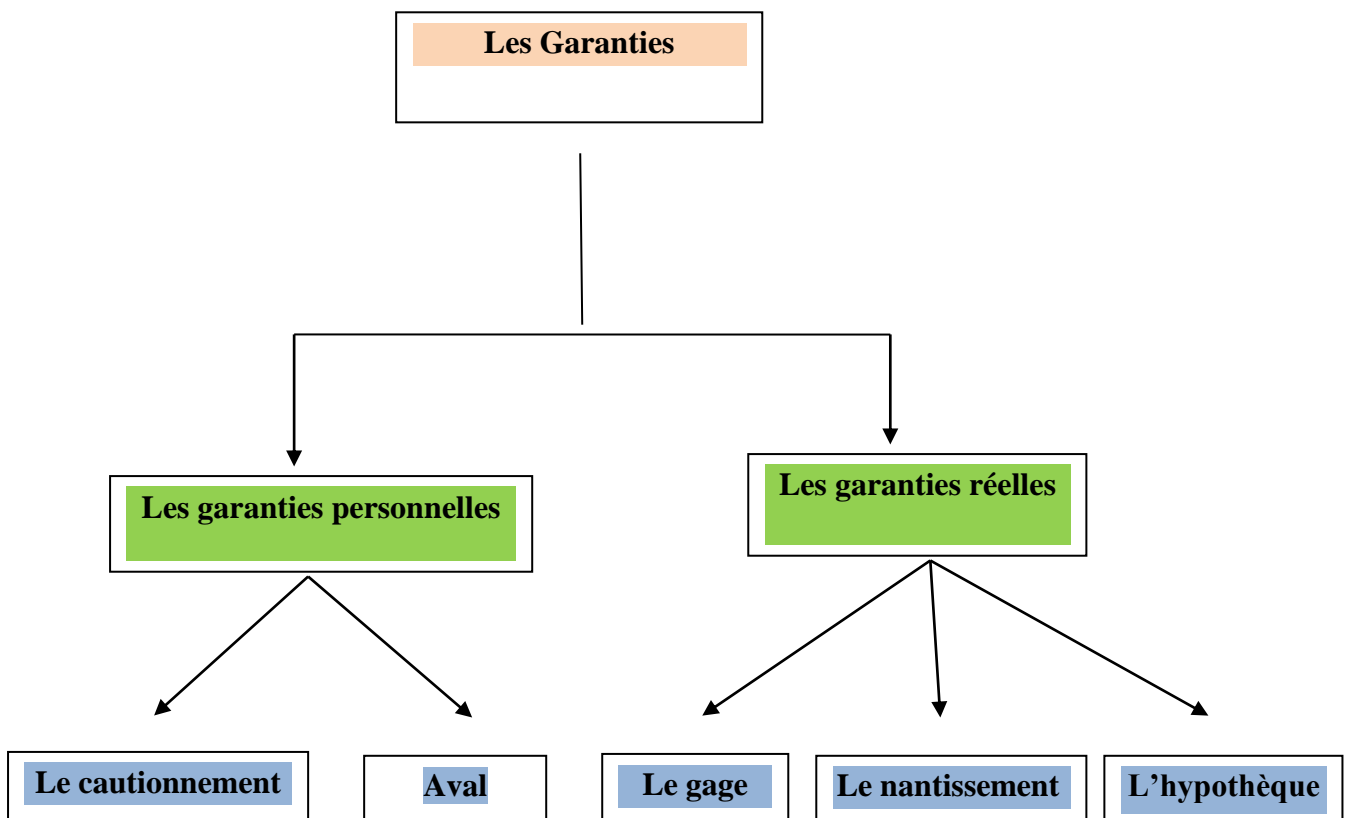 Les Garanties
Les garanties personnelles
Les garanties réelles
Le cautionnement
Aval
Le gage
Le nantissement
L’hypothèque